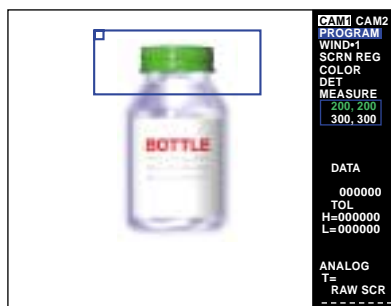 BOTTLE
CAM1 CAM2
PROGRAM
WIND•1
SCRN REG
COLOR
DET
MEASURE
200, 200
300, 300
DATA
000000
TOL
H=000000
L=000000
ANALOG
T=
RAW SCR